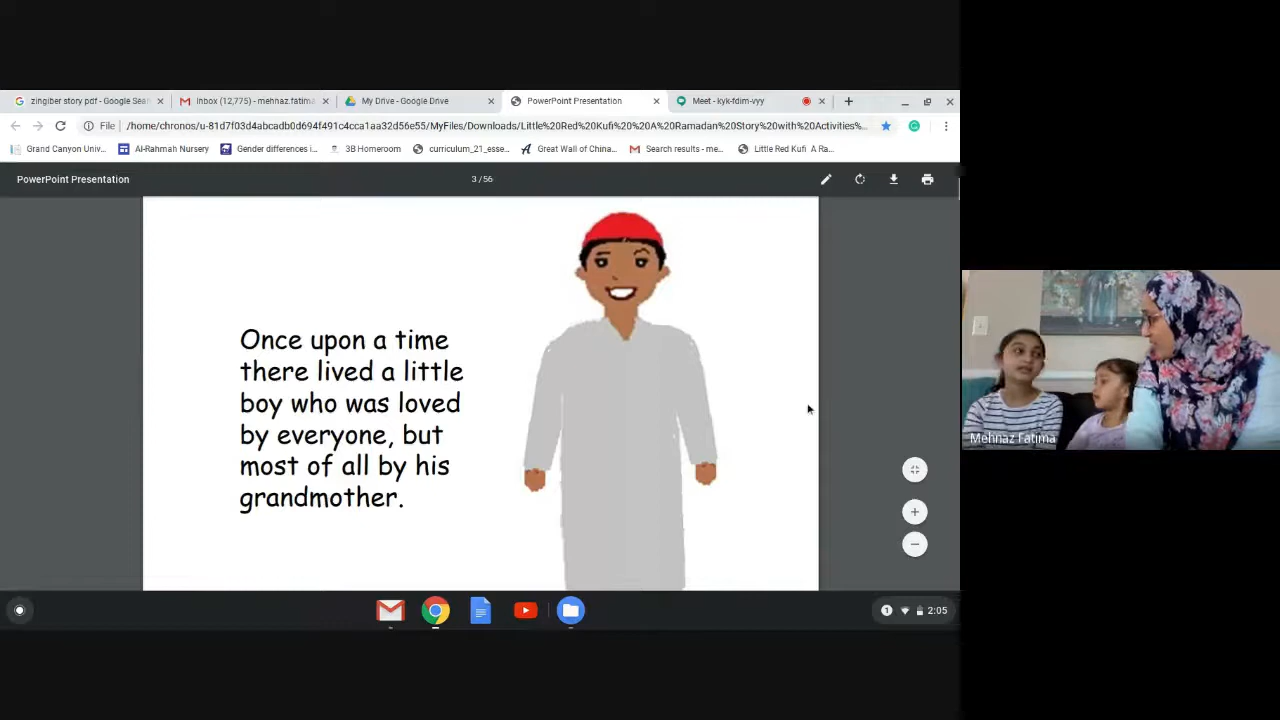 zingiber story pdf - Google Sear
Inbox (12,775) - mehnaz.fatima
My Drive - Google Drive
PowerPoint Presentation
Meet - kyk-fdim-vyy
File
/home/chronos/u-81d7f03d4abcadb0d694f491c4cca1aa32d56e55/MyFiles/Downloads/Little%20Red%20Kufi%20%20A%20Ramadan%20Story%20with%20Activities%...
Grand Canyon Univ...
Al-Rahmah Nursery
Gender differences i...
3B Homeroom
curriculum_21_esse...
Great Wall of China...
Search results - me...
Little Red Kufi A Ra...
PowerPoint Presentation
3 / 56
Once upon a time
there lived a little
boy who was loved
by everyone, but
most of all by his
grandmother.
Mehnaz Fatima
1
2:05